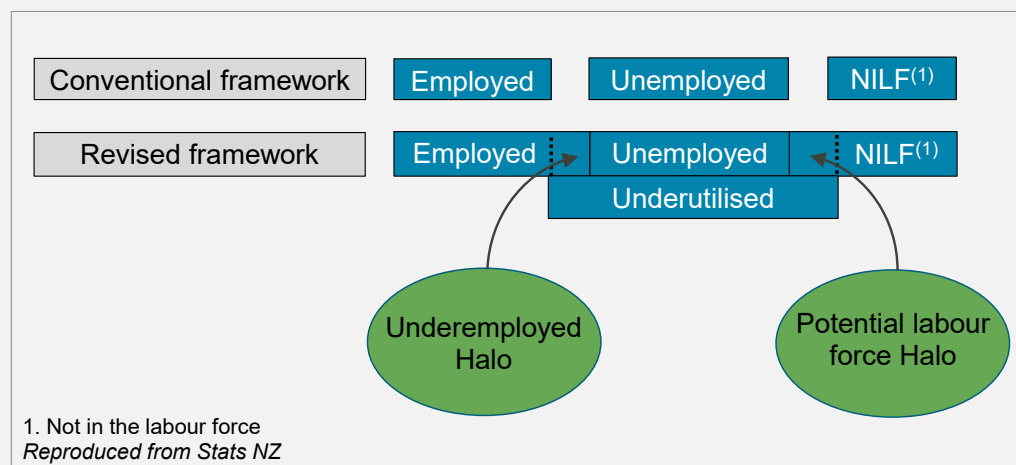 Conventional framework
Employed
Unemployed
NILF(1)
Revised framework
Employed
Unemployed
NILF(1)
Underutilised
Underemployed
Halo
Potential labour
force Halo
1. Not in the labour force
Reproduced from Stats NZ